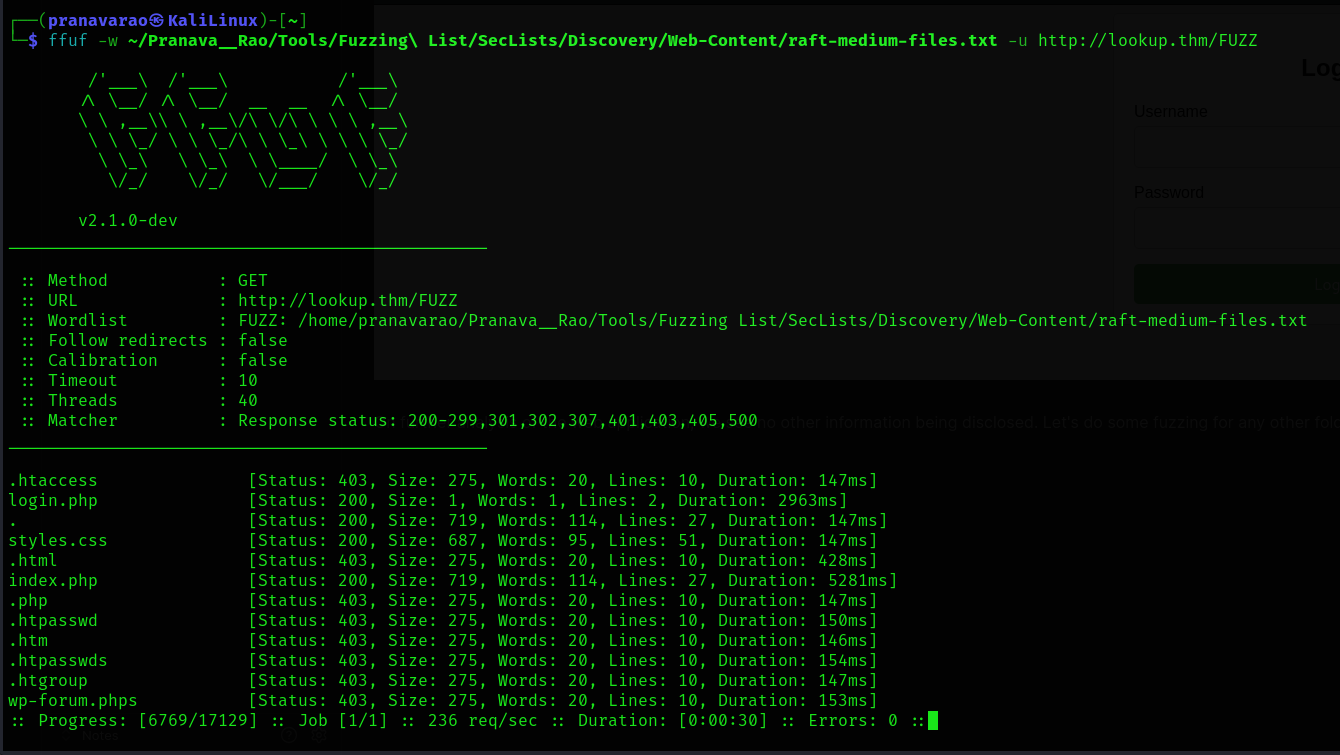 ┌──(pranavarao㉿KaliLinux)-[~]
└─$ ffuf -w ~/Pranava__Rao/Tools/Fuzzing\ List/SecLists/Discovery/Web-Content/raft-medium-files.txt -u http://lookup.thm/FUZZ
Log
Username
Password
v2.1.0-dev
________________________________________________
:: Method : GET
:: URL : http://lookup.thm/FUZZ
:: Wordlist : FUZZ: /home/pranavarao/Pranava__Rao/Tools/Fuzzing List/SecLists/Discovery/Web-Content/raft-medium-files.txt
:: Follow redirects : false
:: Calibration : false
:: Timeout : 10
:: Threads : 40
:: Matcher : Response status: 200-299,301,302,307,401,403,405,500
no other information being disclosed. Let's do some fuzzing for any other fol
________________________________________________
.htaccess [Status: 403, Size: 275, Words: 20, Lines: 10, Duration: 147ms]
login.php [Status: 200, Size: 1, Words: 1, Lines: 2, Duration: 2963ms]
. [Status: 200, Size: 719, Words: 114, Lines: 27, Duration: 147ms]
styles.css [Status: 200, Size: 687, Words: 95, Lines: 51, Duration: 147ms]
.html [Status: 403, Size: 275, Words: 20, Lines: 10, Duration: 428ms]
index.php [Status: 200, Size: 719, Words: 114, Lines: 27, Duration: 5281ms]
.php [Status: 403, Size: 275, Words: 20, Lines: 10, Duration: 147ms]
.htpasswd [Status: 403, Size: 275, Words: 20, Lines: 10, Duration: 150ms]
.htm [Status: 403, Size: 275, Words: 20, Lines: 10, Duration: 146ms]
.htpasswds [Status: 403, Size: 275, Words: 20, Lines: 10, Duration: 154ms]
.htgroup [Status: 403, Size: 275, Words: 20, Lines: 10, Duration: 147ms]
wp-forum.phps [Status: 403, Size: 275, Words: 20, Lines: 10, Duration: 153ms]
:: Progress: [6769/17129] :: Job [1/1] :: 236 req/sec :: Duration: [0:00:30] :: Errors: 0 ::